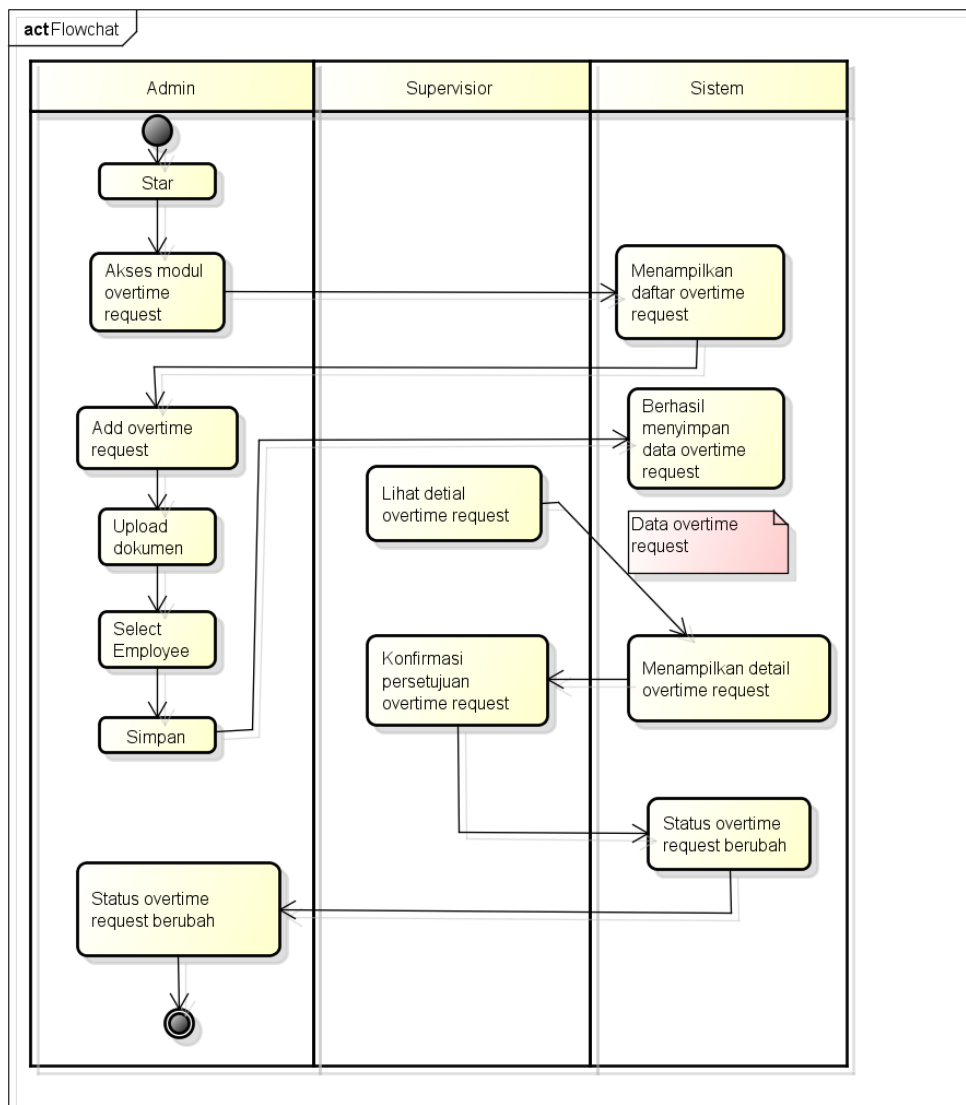 act Flowchat
Admin
Supervisior
Sistem
Star
Akses modul
overtime
request
Menampilkan
daftar overtime
request
Add overtime
request
Berhasil
menyimpan
data overtime
request
Lihat detial
overtime request
Upload
dokumen
Data overtime
request
Select
Employee
Konfirmasi
persetujuan
overtime request
Menampilkan detail
overtime request
Simpan
Status overtime
request berubah
Status overtime
request berubah